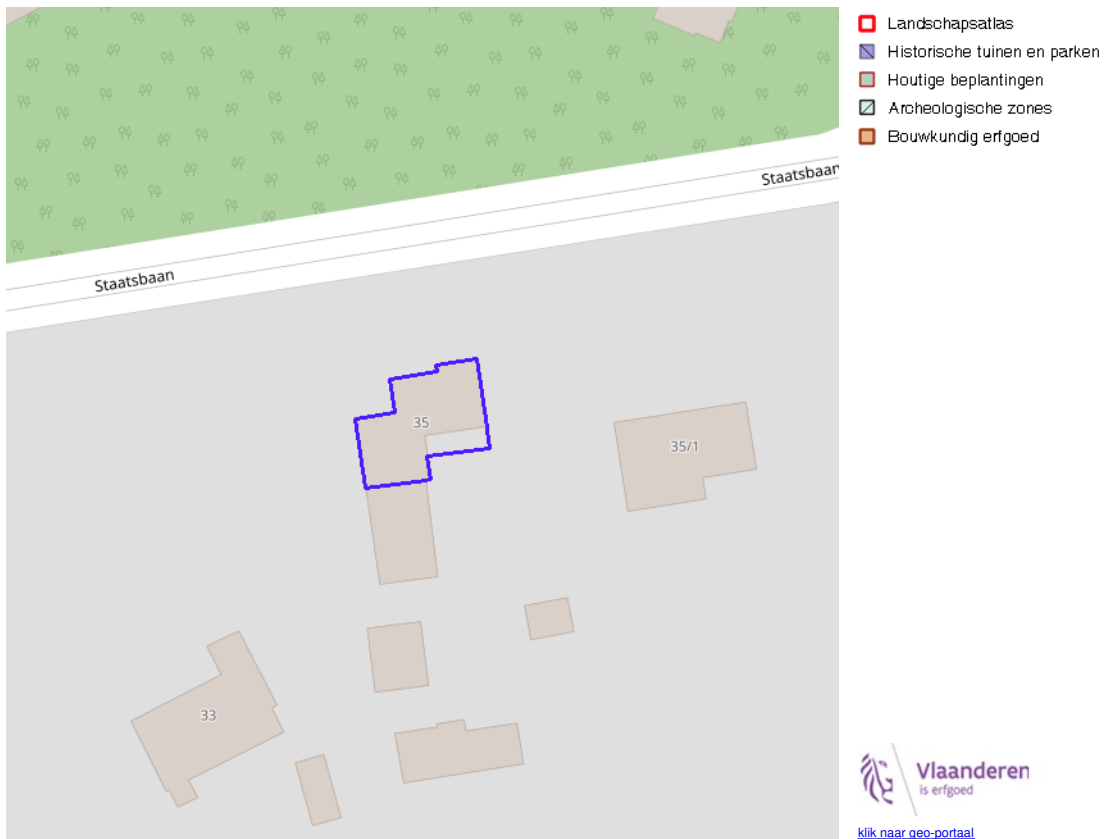 Landschapsatlas
Historische tuinen en parken
Houtige beplantingen
Archeologische zones
Bouwkundig erfgoed
Staatsbaan
Staatsbaan
35
35/1
33
Vlaanderen
is erfgoed
klik naar geo-portaal